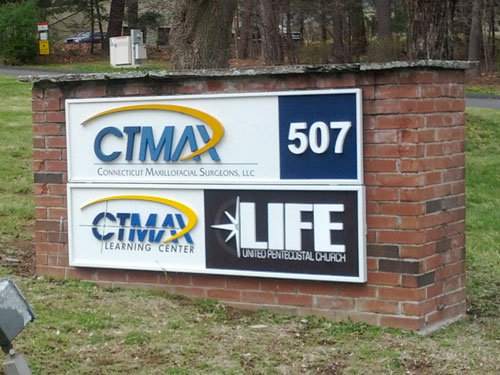 CTMAX
CONNECTICUT MAXILLOFACIAL SURGEONS, LLC
507
CTMAX
LEARNING CENTER
LIFE
UNITED PENTECOSTAL CHURCH